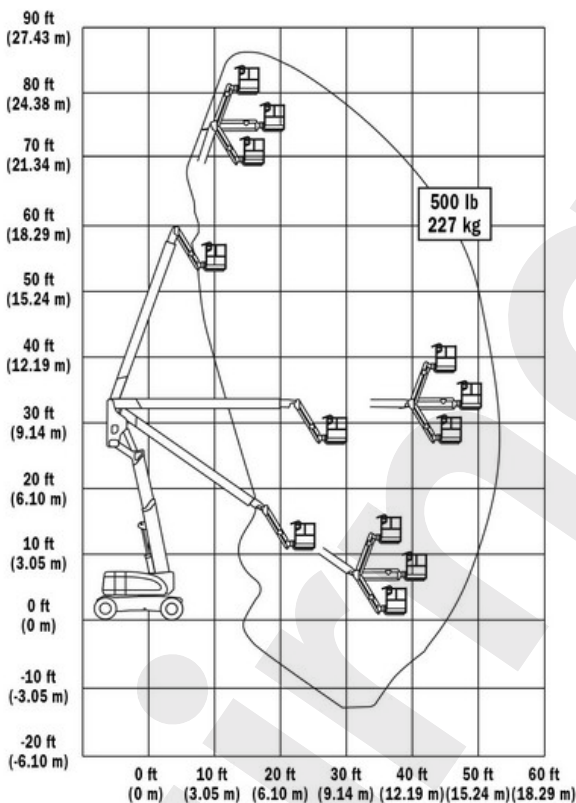 90 ft
(27.43 m)
80 ft
(24.38 m)
70 ft
(21.34 m)
60 ft
(18.29 m)
50 ft
(15.24 m)
40 ft
(12.19 m)
30 ft
(9.14 m)
20 ft
(6.10 m)
10 ft
(3.05 m)
0 ft
(0 m)
-10 ft
(-3.05 m)
-20 ft
(-6.10 m)
500 lb
227 kg
0 ft 10 ft 20 ft 30 ft 40 ft 50 ft 60 ft
(0 m) (3.05 m) (6.10 m) (9.14 m) (12.19 m) (15.24 m) (18.29 m)